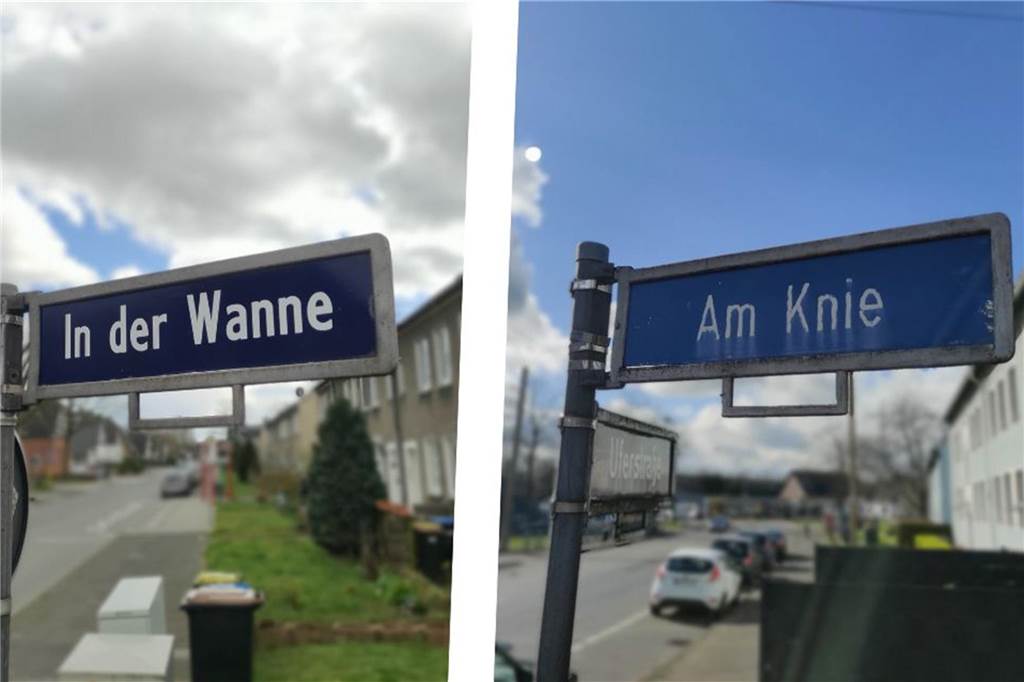 In der Wanne
Am Knie
Uferstraße